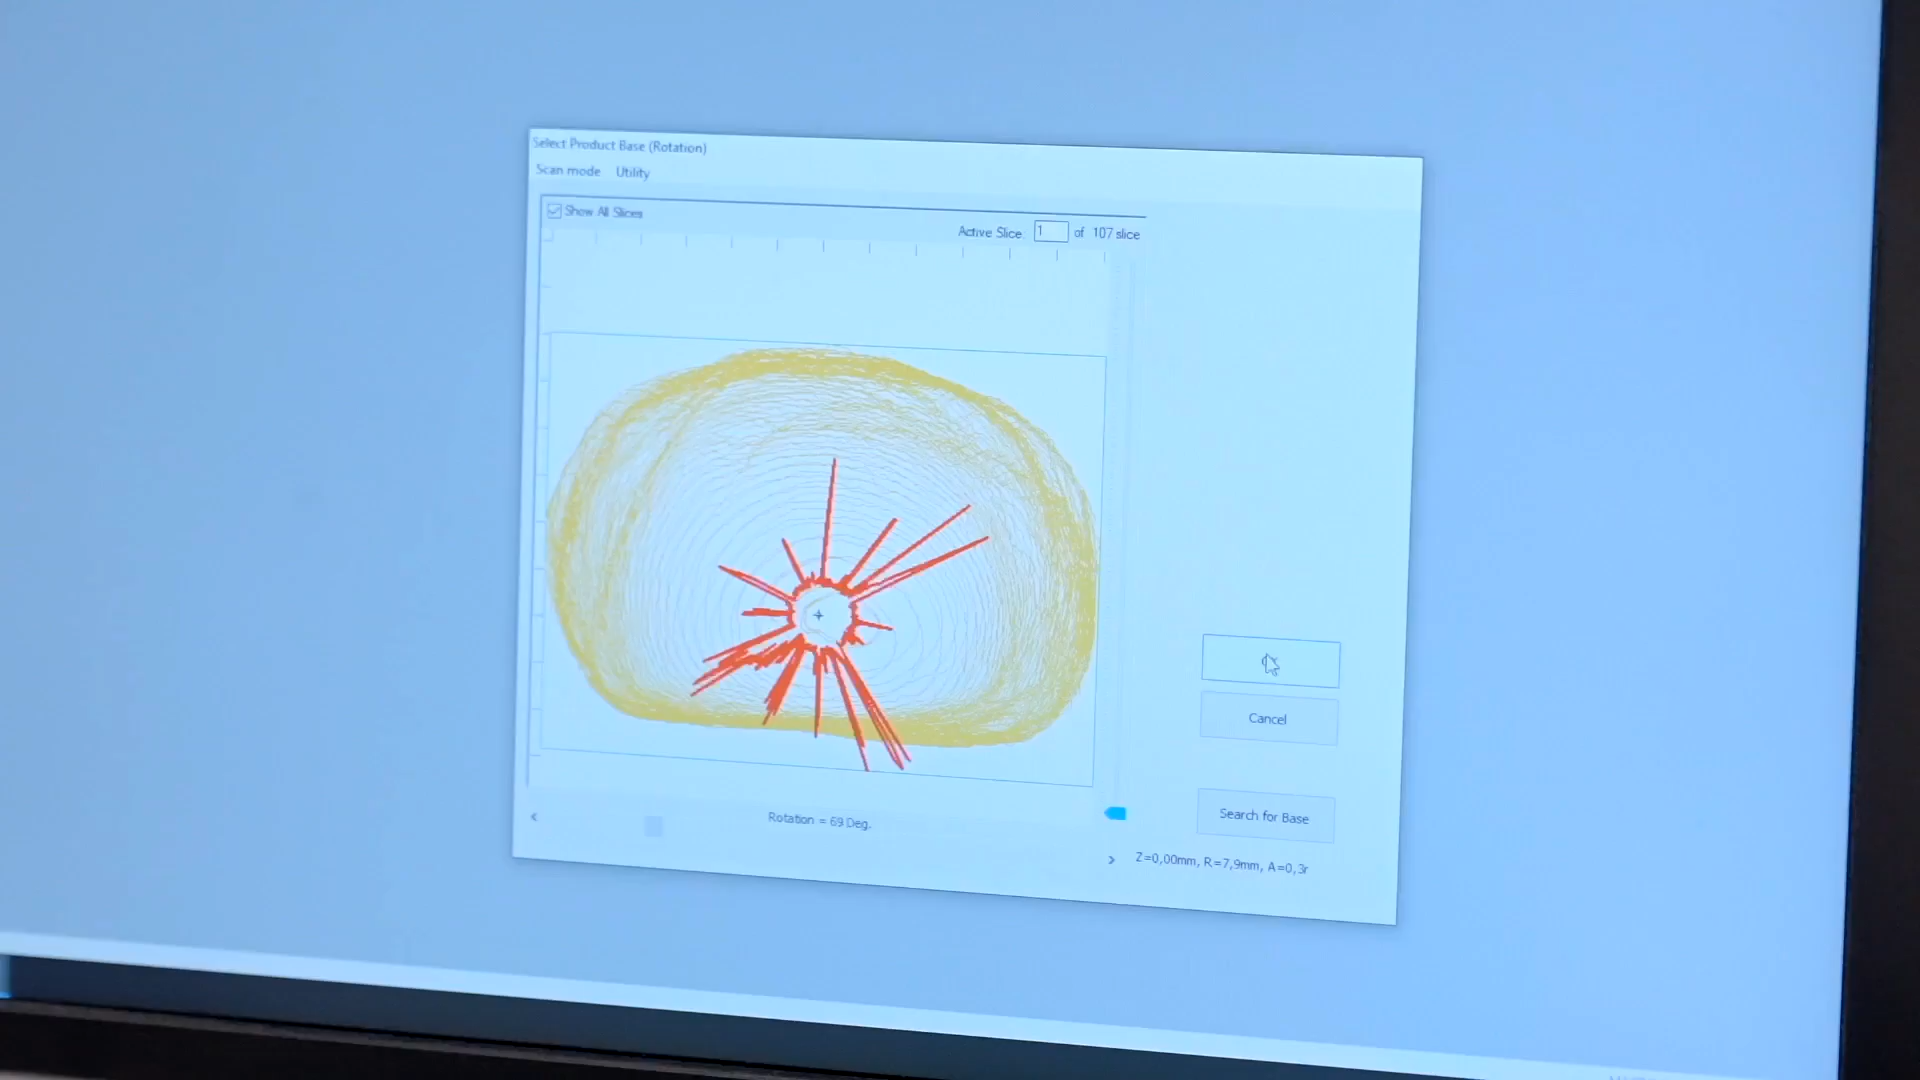 Select Product Base (Rotation)
Scan mode Utility
Show All Slices
Active Slice: 1 of 107 slice
Cancel
Search for Base
Rotation = 69 Deg.
Z=0,00mm, R=7,9mm, A=0,3r